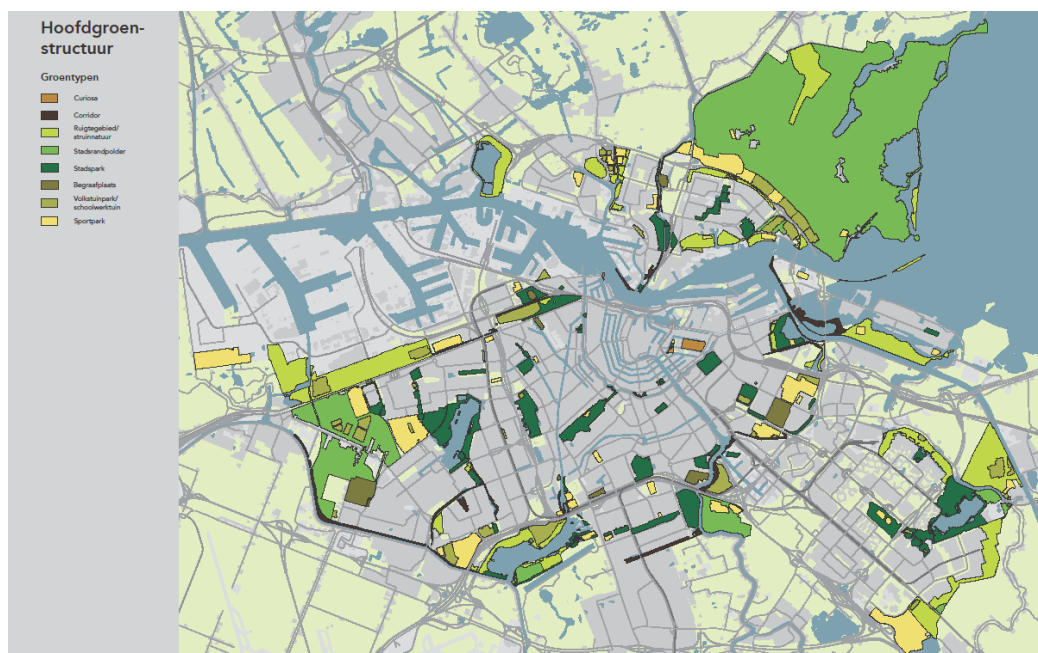 Hoofdgroen-
structuur
Groentypen
Curiosa
Corridor
Ruigtegebied/
struinnatuur
Stadsrandpolder
Stadspark
Begraafplaats
Volkstuinpark/
schoolwerktuin
Sportpark